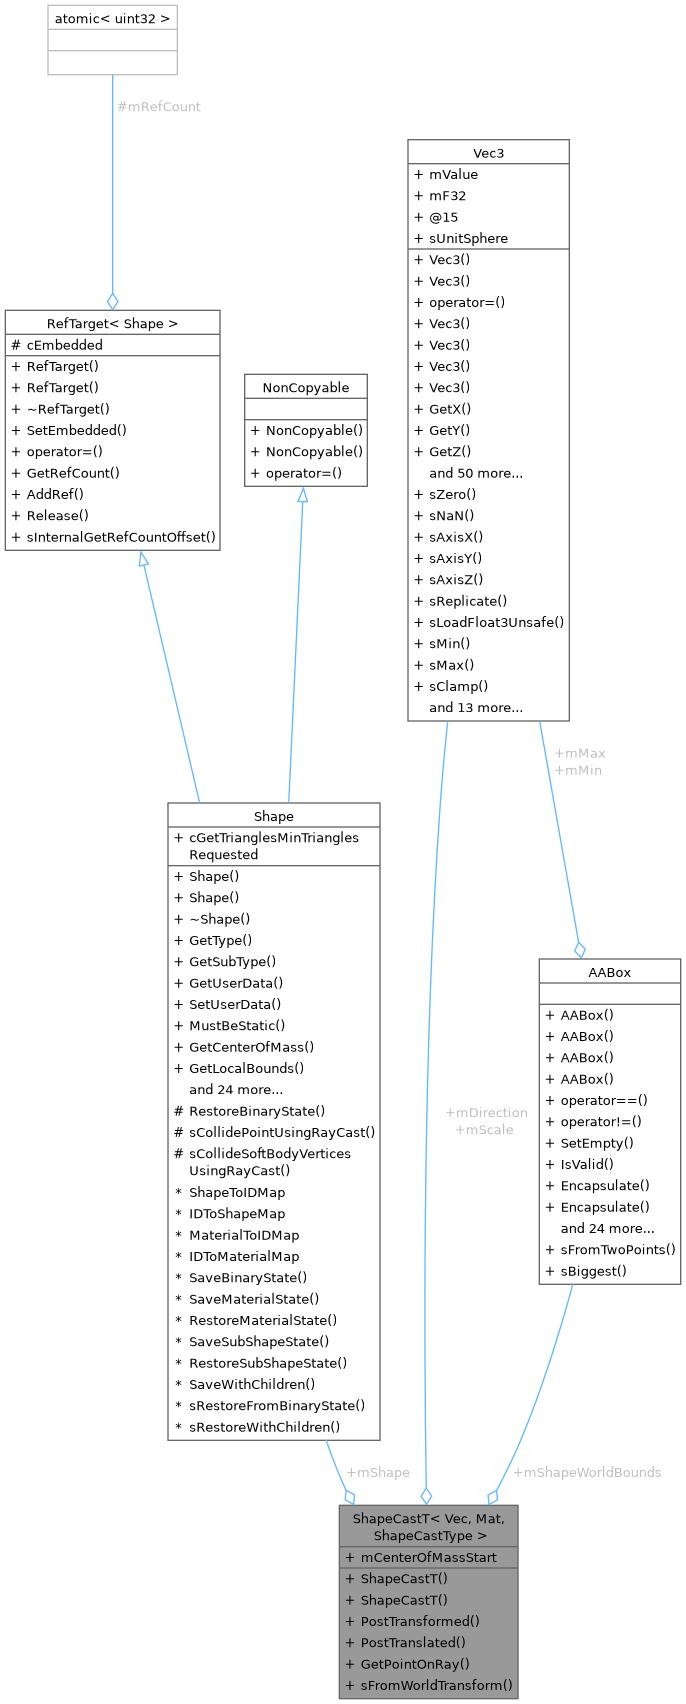 atomic< uint32 >
#mRefCount
RefTarget< Shape >
# cEmbedded
+ RefTarget()
+ RefTarget()
+ ~RefTarget()
+ SetEmbedded()
+ operator=()
+ GetRefCount()
+ AddRef()
+ Release()
+ sInternalGetRefCountOffset()
NonCopyable
+ NonCopyable()
+ NonCopyable()
+ operator=()
Vec3
+ mValue
+ mF32
+ @15
+ sUnitSphere
+ Vec3()
+ Vec3()
+ operator=()
+ Vec3()
+ Vec3()
+ Vec3()
+ Vec3()
+ GetX()
+ GetY()
+ GetZ()
and 50 more...
+ sZero()
+ sNaN()
+ sAxisX()
+ sAxisY()
+ sAxisZ()
+ sReplicate()
+ sLoadFloat3Unsafe()
+ sMin()
+ sMax()
+ sClamp()
and 13 more...
+mMax
+mMin
Shape
+ cGetTrianglesMinTriangles
Requested
+ Shape()
+ Shape()
+ ~Shape()
+ GetType()
+ GetSubType()
+ GetUserData()
+ SetUserData()
+ MustBeStatic()
+ GetCenterOfMass()
+ GetLocalBounds()
and 24 more...
# RestoreBinaryState()
# sCollidePointUsingRayCast()
# sCollideSoftBodyVertices
UsingRayCast()
* ShapeToIDMap
* IDToShapeMap
* MaterialToIDMap
* IDToMaterialMap
* SaveBinaryState()
* SaveMaterialState()
* RestoreMaterialState()
* SaveSubShapeState()
* RestoreSubShapeState()
* SaveWithChildren()
* sRestoreFromBinaryState()
* sRestoreWithChildren()
AABox
+ AABox()
+ AABox()
+ AABox()
+ AABox()
+ operator==()
+ operator!=()
+ SetEmpty()
+ IsValid()
+ Encapsulate()
+ Encapsulate()
and 24 more...
+ sFromTwoPoints()
+ sBiggest()
+mDirection
+mScale
+mShape
+mShapeWorldBounds
ShapeCastT< Vec, Mat,
ShapeCastType >
+ mCenterOfMassStart
+ ShapeCastT()
+ ShapeCastT()
+ PostTransformed()
+ PostTranslated()
+ GetPointOnRay()
+ sFromWorldTransform()